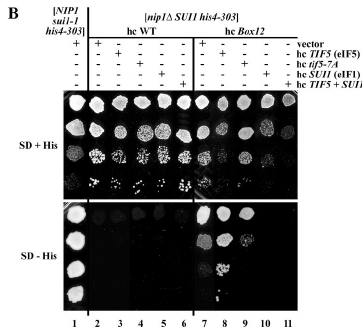 B
[NIP1
sui1-1
his4-303]
[nip1Δ SUI1 his4-303]
hc WT
hc Box12
+ + - - - - + - - - - vector
- - + - - - - + - - - hc TIF5 (eIF5)
- - - + - - - - + - - hc tif5-7A
- - - - + - - - - + - hc SUI1 (eIF1)
- - - - - + - - - - + hc TIF5 + SUI1
SD + His
SD - His
1 2 3 4 5 6 7 8 9 10 11